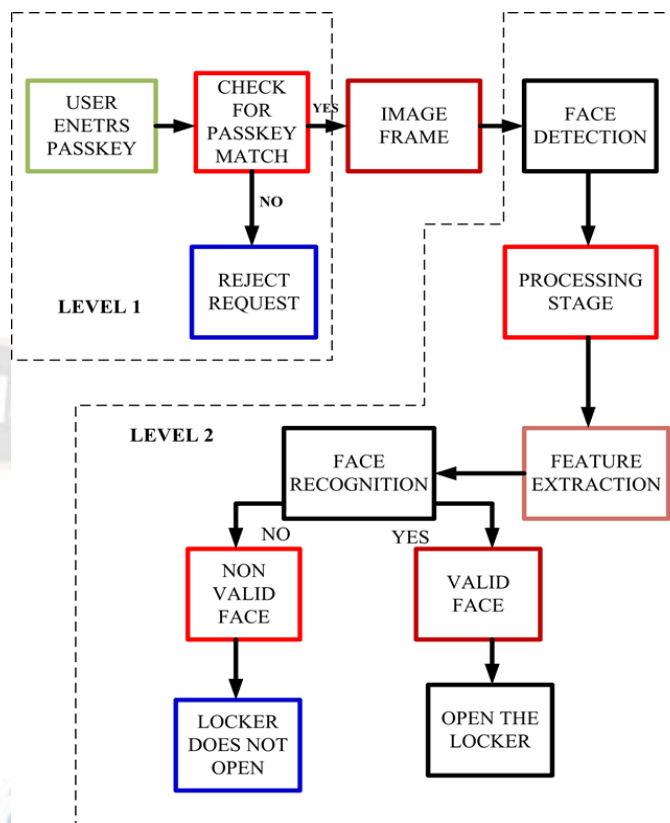 USER
ENETRS
PASSKEY
CHECK
FOR
PASSKEY
MATCH
YES
IMAGE
FRAME
FACE
DETECTION
NO
REJECT
REQUEST
LEVEL 1
PROCESSING
STAGE
LEVEL 2
FACE
RECOGNITION
FEATURE
EXTRACTION
NO
YES
NON
VALID
FACE
VALID
FACE
LOCKER
DOES NOT
OPEN
OPEN THE
LOCKER